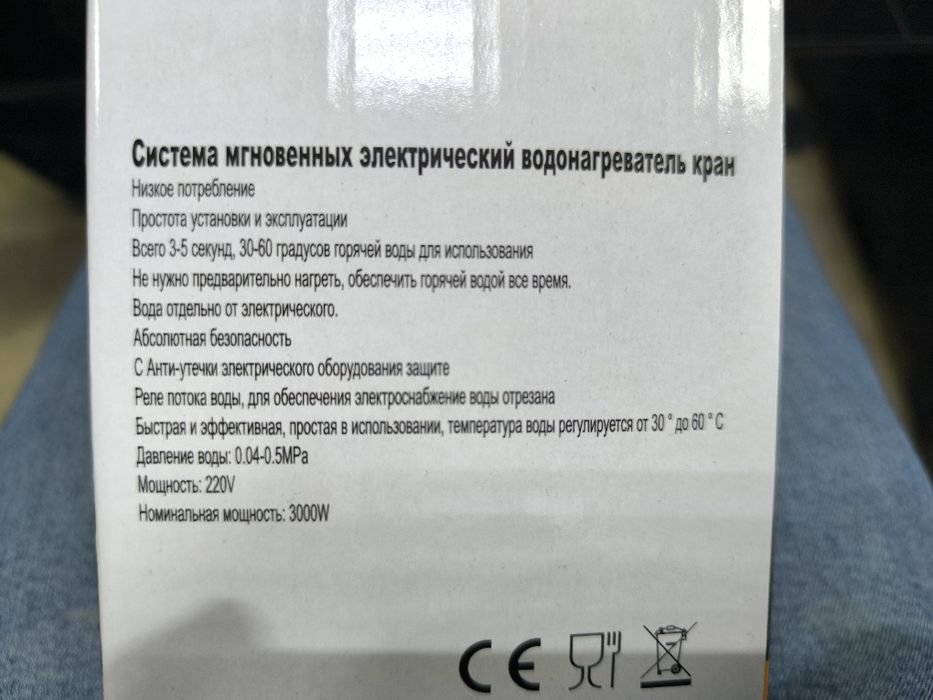 Система мгновенных электрический водонагреватель кран
Низкое потребление
Простота установки и эксплуатации
Всего 3-5 секунд, 30-60 градусов горячей воды для использования
Не нужно предварительно нагреть, обеспечить горячей водой все время.
Вода отдельно от электрического.
Абсолютная безопасность
С Анти-утечки электрического оборудования защите
Реле потока воды, для обеспечения электроснабжение воды отрезана
Быстрая и эффективная, простая в использовании, температура воды регулируется от 30 ° до 60 ° C
Давление воды: 0.04-0.5MPa
Мощность: 220V
Номинальная мощность: 3000W
CE